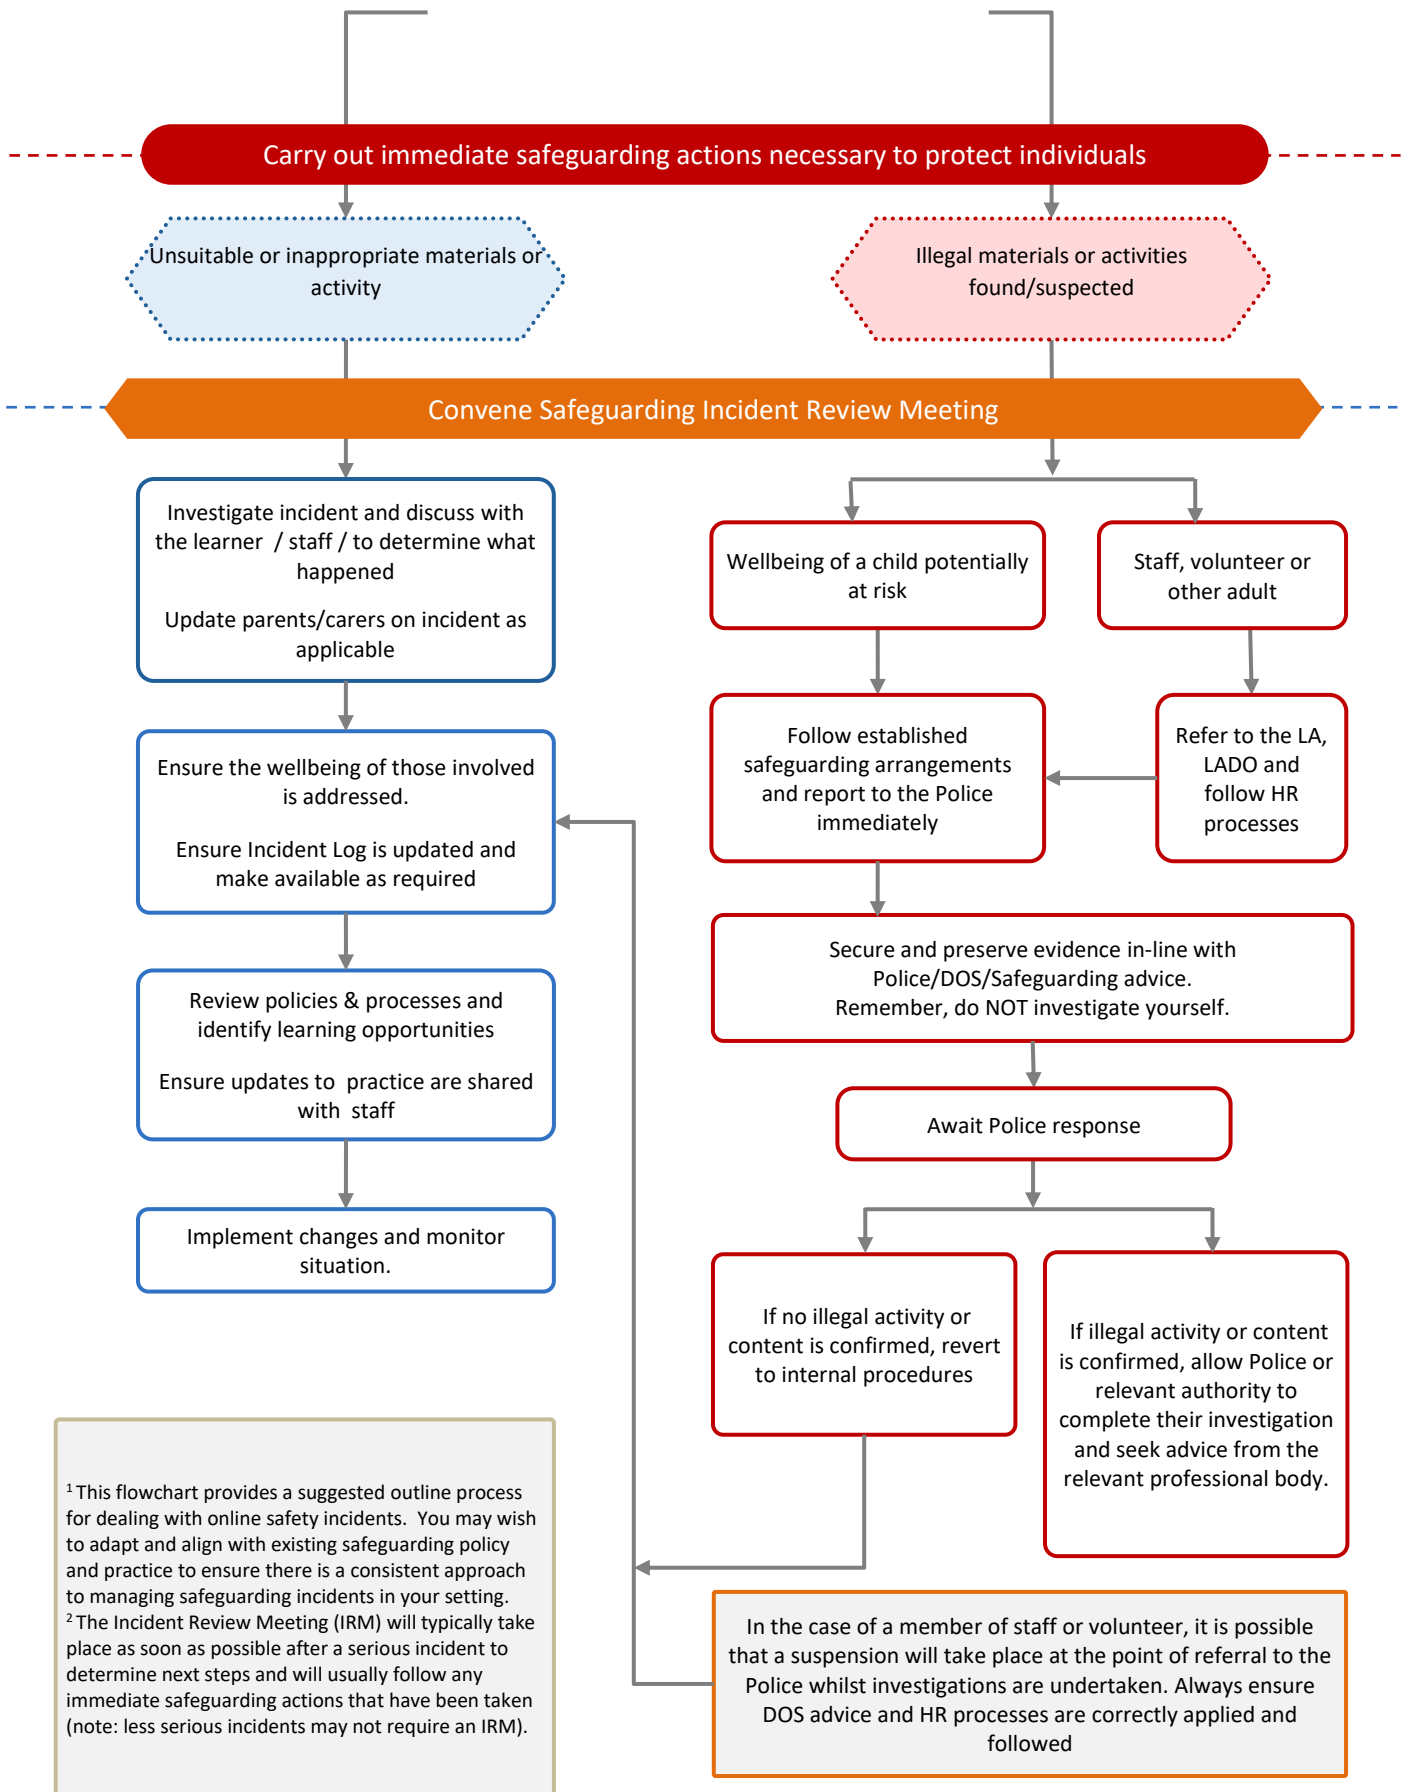 Carry out immediate safeguarding actions necessary to protect individuals
Unsuitable or inappropriate materials or
activity
Illegal materials or activities
found/suspected
Convene Safeguarding Incident Review Meeting
Investigate incident and discuss with
the learner / staff / to determine what
happened
Update parents/carers on incident as
applicable
Wellbeing of a child potentially
at risk
Staff, volunteer or
other adult
Ensure the wellbeing of those involved
is addressed.
Ensure Incident Log is updated and
make available as required
Follow established
safeguarding arrangements
and report to the Police
immediately
Refer to the LA,
LADO and
follow HR
processes
Secure and preserve evidence in-line with
Police/DOS/Safeguarding advice.
Remember, do NOT investigate yourself.
Review policies & processes and
identify learning opportunities
Ensure updates to practice are shared
with staff
Await Police response
Implement changes and monitor
situation.
If no illegal activity or
content is confirmed, revert
to internal procedures
If illegal activity or content
is confirmed, allow Police or
relevant authority to
complete their investigation
and seek advice from the
relevant professional body.
¹ This flowchart provides a suggested outline process
for dealing with online safety incidents. You may wish
to adapt and align with existing safeguarding policy
and practice to ensure there is a consistent approach
to managing safeguarding incidents in your setting.
² The Incident Review Meeting (IRM) will typically take
place as soon as possible after a serious incident to
determine next steps and will usually follow any
immediate safeguarding actions that have been taken
(note: less serious incidents may not require an IRM).
In the case of a member of staff or volunteer, it is possible
that a suspension will take place at the point of referral to the
Police whilst investigations are undertaken. Always ensure
DOS advice and HR processes are correctly applied and
followed